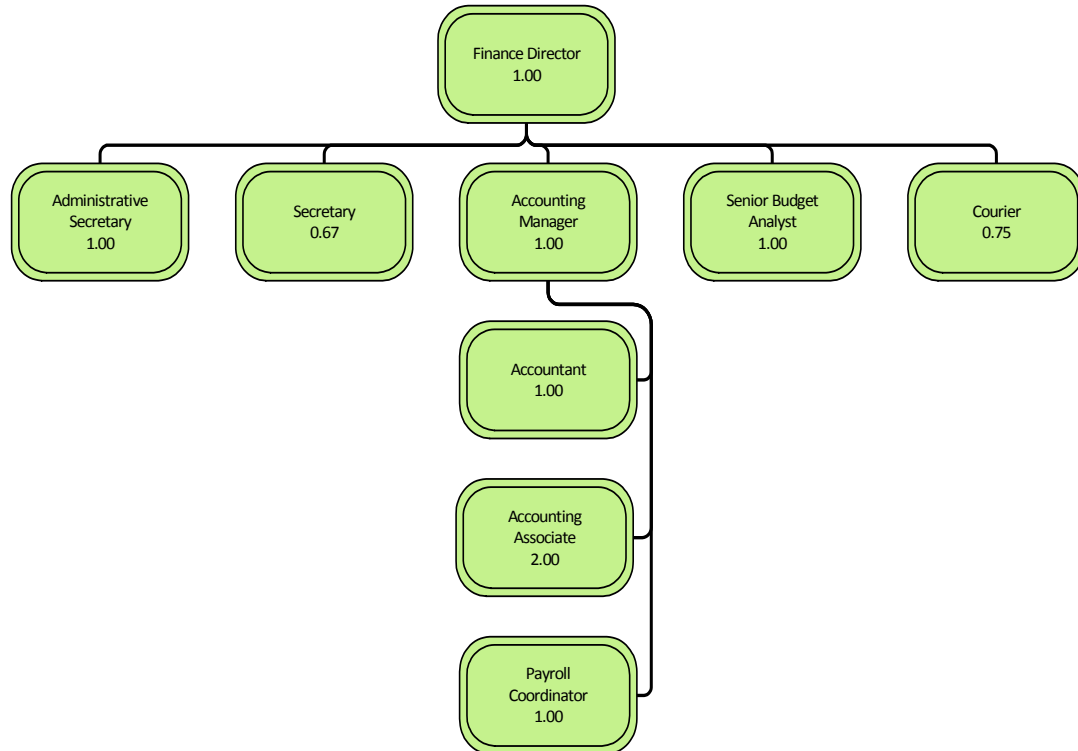 Finance Director
1.00
Administrative
Secretary
1.00
Secretary
0.67
Accounting
Manager
1.00
Senior Budget
Analyst
1.00
Courier
0.75
Accountant
1.00
Accounting
Associate
2.00
Payroll
Coordinator
1.00